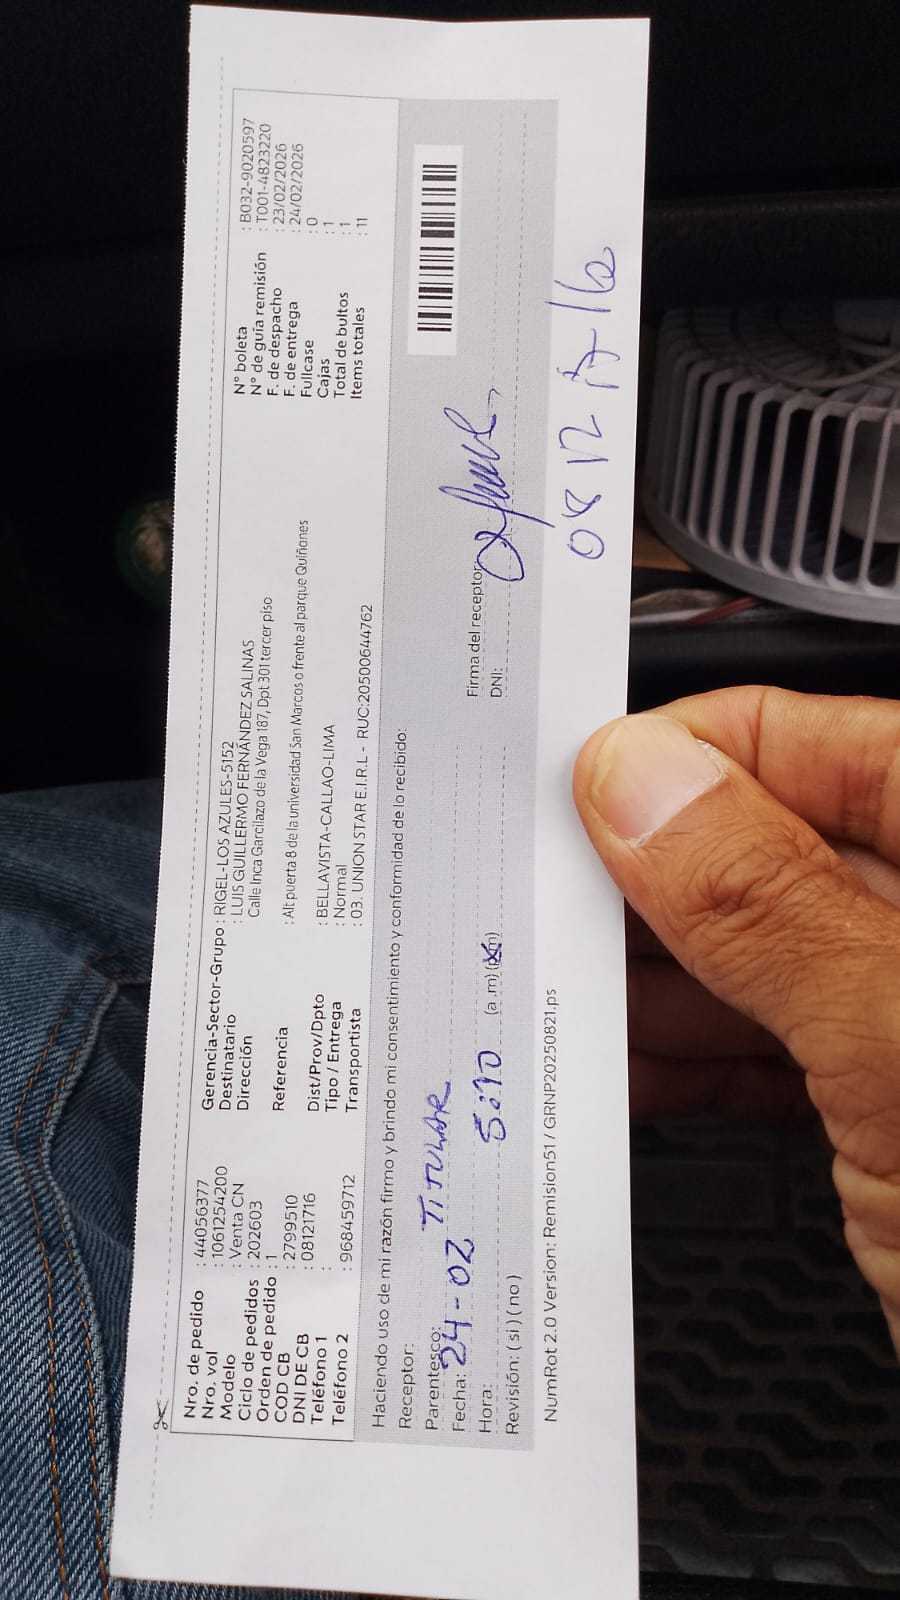 Nro. de pedido : 44056377
Nro. vol : 1061254200
Modelo : Venta CN
Ciclo de pedidos : 202603
Orden de pedido : 1
COD CB : 2799510
DNI DE CB : 08121716
Teléfono 1 :
Teléfono 2 : 968459712
Gerencia-Sector-Grupo : RIGEL-LOS AZULES-5152
Destinatario : LUIS GUILLERMO FERNÁNDEZ SALINAS
Dirección Calle Inca Garcilazo de la Vega 187, Dpt 301 tercer piso
Referencia : Alt puerta 8 de la universidad San Marcos o frente al parque Quiñones
Dist/Prov/Dpto : BELLAVISTA-CALLAO-LIMA
Tipo / Entrega : Normal
Transportista : 03. UNION STAR E.I.R.L - RUC:20500644762
N° boleta : B032-9020597
N° de guía remisión : T001-4823220
F. de despacho : 23/02/2026
F. de entrega : 24/02/2026
Fullcase : 0
Cajas : 1
Total de bultos : 1
Items totales : 11
Haciendo uso de mi razón firmo y brindo mi consentimiento y conformidad de lo recibido:
Receptor:
Parentesco: TITULAR
Fecha: 24-02
Hora: 5:10 (a.m)(p.m)
Revisión: (si)(no)
Firma del receptor:
DNI:
NumRot 2.0 Version: Remision51 / GRNP20250821.ps